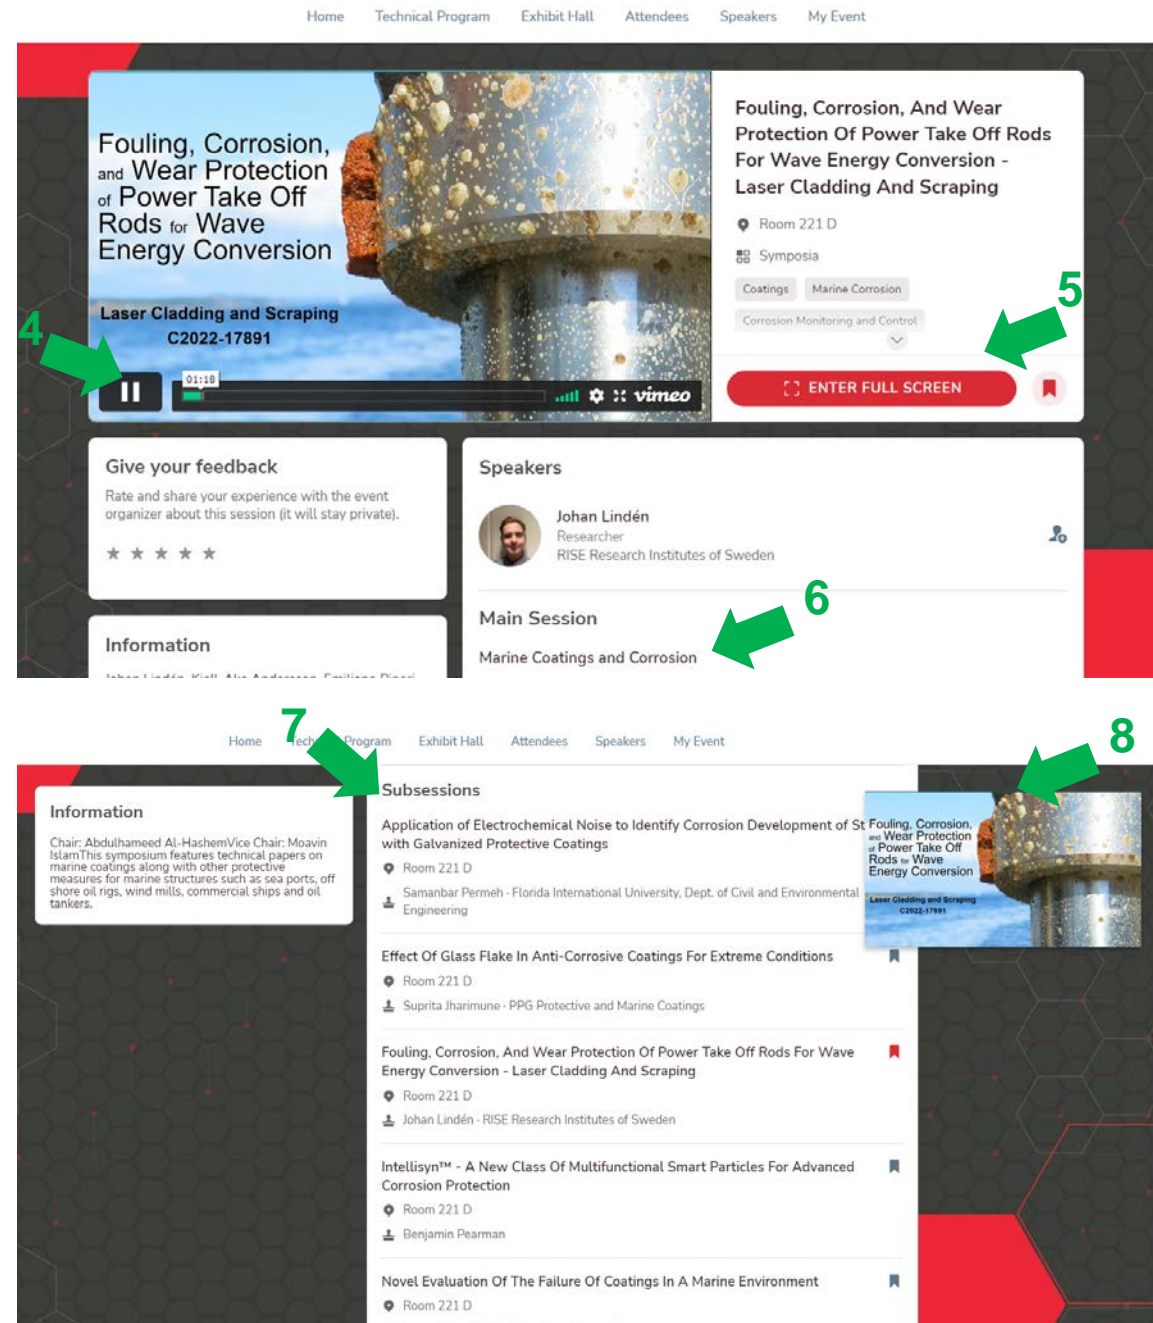 Home Technical Program Exhibit Hall Attendees Speakers My Event
Fouling, Corrosion,
and Wear Protection
of Power Take Off
Rods for Wave
Energy Conversion
Laser Cladding and Scraping
C2022-17891
4
01:18
vimeo
Fouling, Corrosion, And Wear
Protection Of Power Take Off Rods
For Wave Energy Conversion -
Laser Cladding And Scraping
Room 221 D
Symposia
Coatings Marine Corrosion
Corrosion Monitoring and Control
5
ENTER FULL SCREEN
Give your feedback
Rate and share your experience with the event
organizer about this session (it will stay private).
Information
Speakers
Johan Lindén
Researcher
RISE Research Institutes of Sweden
6
Main Session
Marine Coatings and Corrosion
7
8
Home Technical Program Exhibit Hall Attendees Speakers My Event
Information
Chair: Abdulhameed Al-HashemVice Chair: Moavin
IslamThis symposium features technical papers on
marine coatings along with other protective
measures for marine structures such as sea ports, off
shore oil rigs, wind mills, commercial ships and oil
tankers.
Subsessions
Application of Electrochemical Noise to Identify Corrosion Development of St
with Galvanized Protective Coatings
Room 221 D
Samanbar Permeh · Florida International University, Dept. of Civil and Environmental
Engineering
Effect Of Glass Flake In Anti-Corrosive Coatings For Extreme Conditions
Room 221 D
Suprita Jharimune · PPG Protective and Marine Coatings
Fouling, Corrosion, And Wear Protection Of Power Take Off Rods For Wave
Energy Conversion - Laser Cladding And Scraping
Room 221 D
Johan Lindén · RISE Research Institutes of Sweden
Intellisyn™ - A New Class Of Multifunctional Smart Particles For Advanced
Corrosion Protection
Room 221 D
Benjamin Pearman
Novel Evaluation Of The Failure Of Coatings In A Marine Environment
Room 221 D
Fouling, Corrosion,
and Wear Protection
of Power Take Off
Rods for Wave
Energy Conversion
Laser Cladding and Scraping
C2022-17891